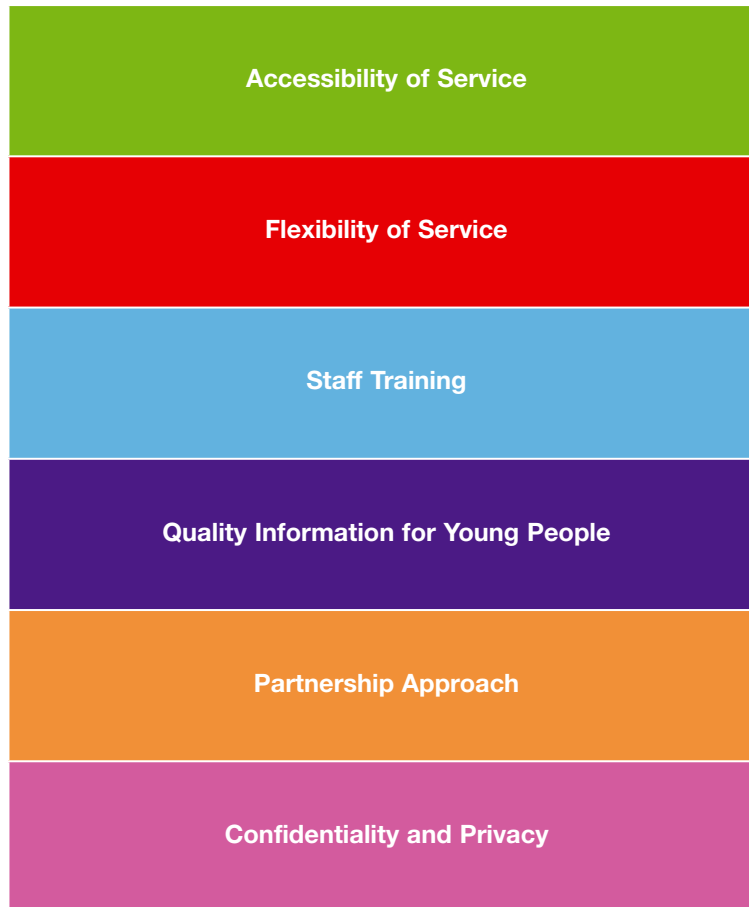 Accessibility of Service
Flexibility of Service
Staff Training
Quality Information for Young People
Partnership Approach
Confidentiality and Privacy